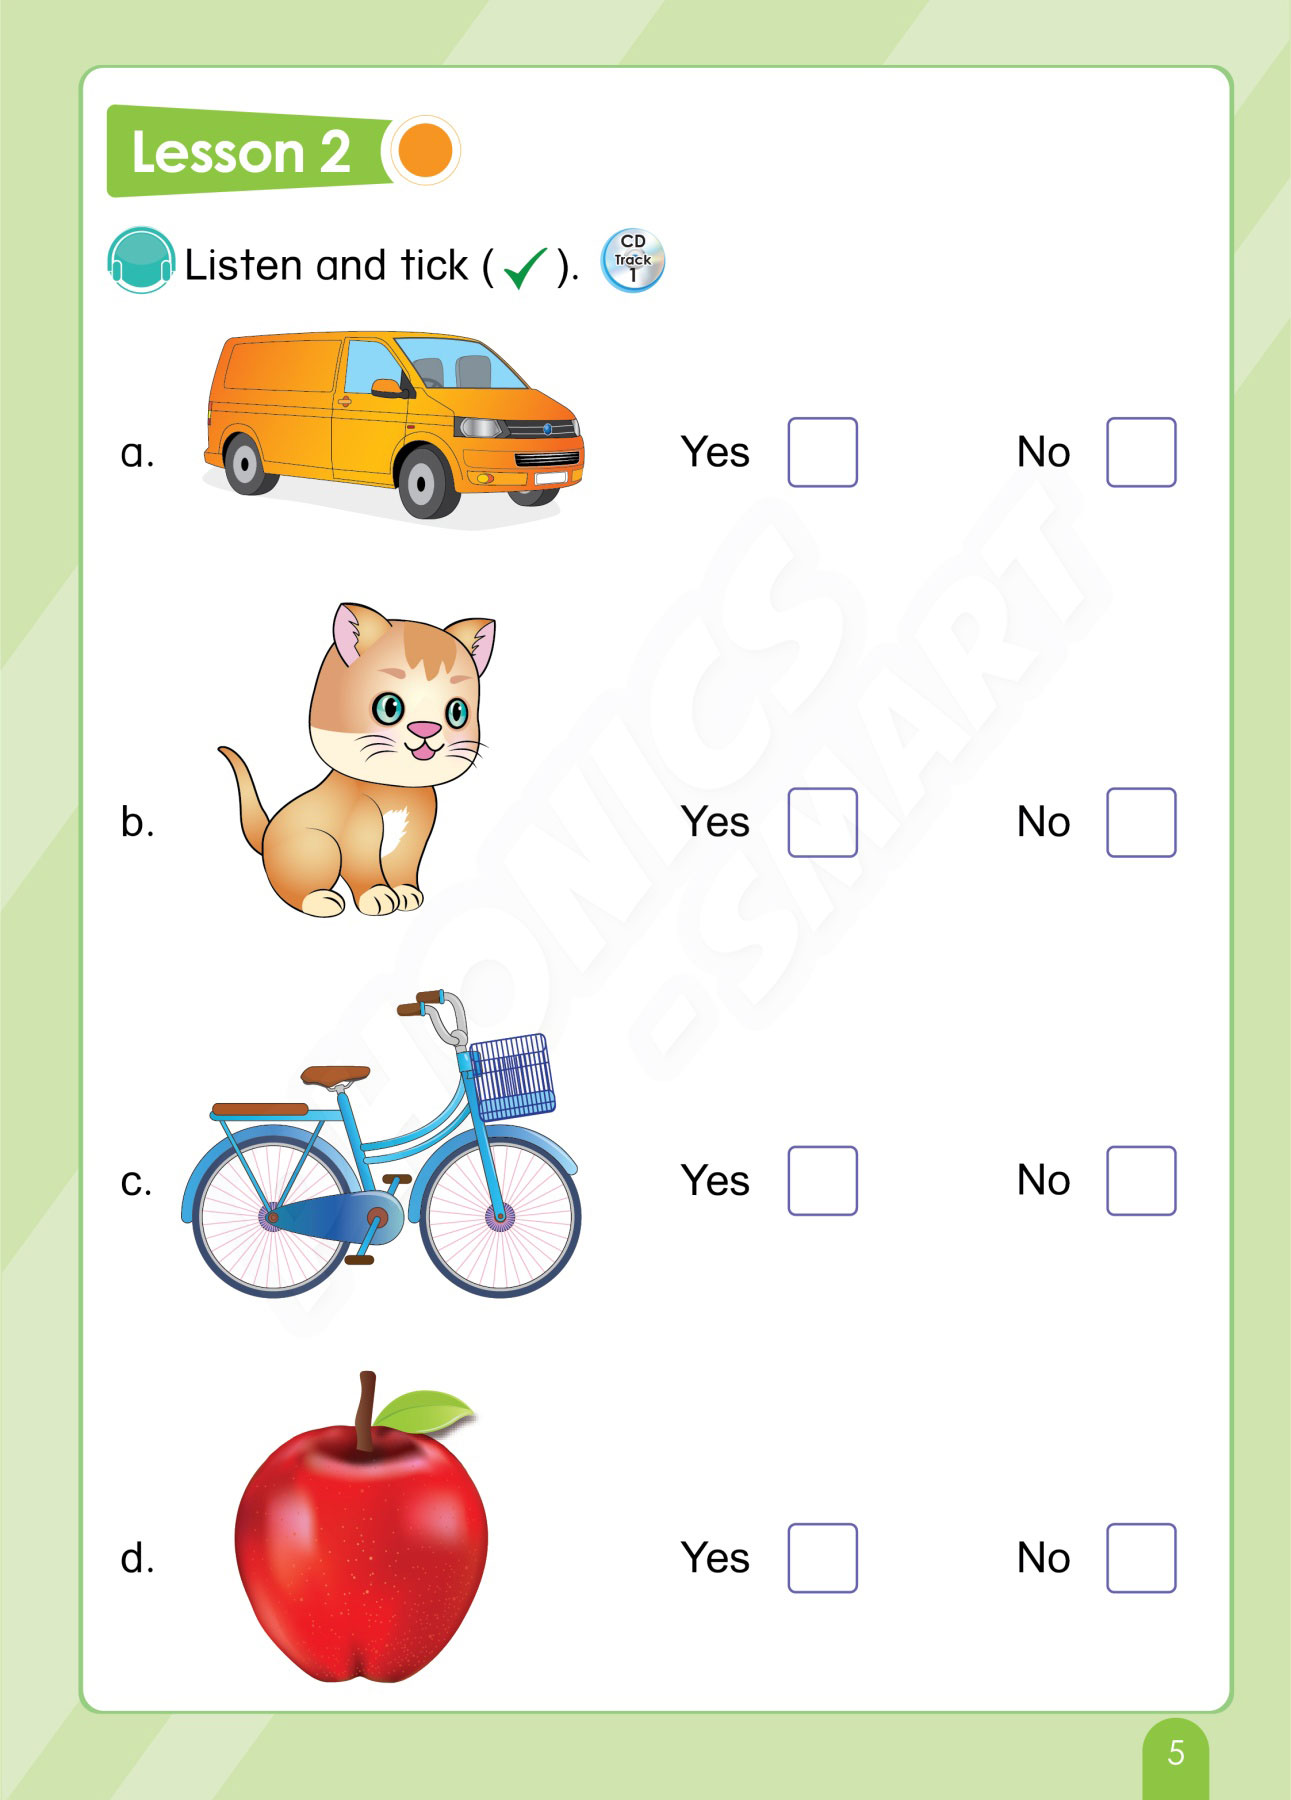 Lesson 2
Listen and tick (✓).
CD
Track
1
a.
Yes
No
b.
Yes
No
c.
Yes
No
d.
Yes
No
5